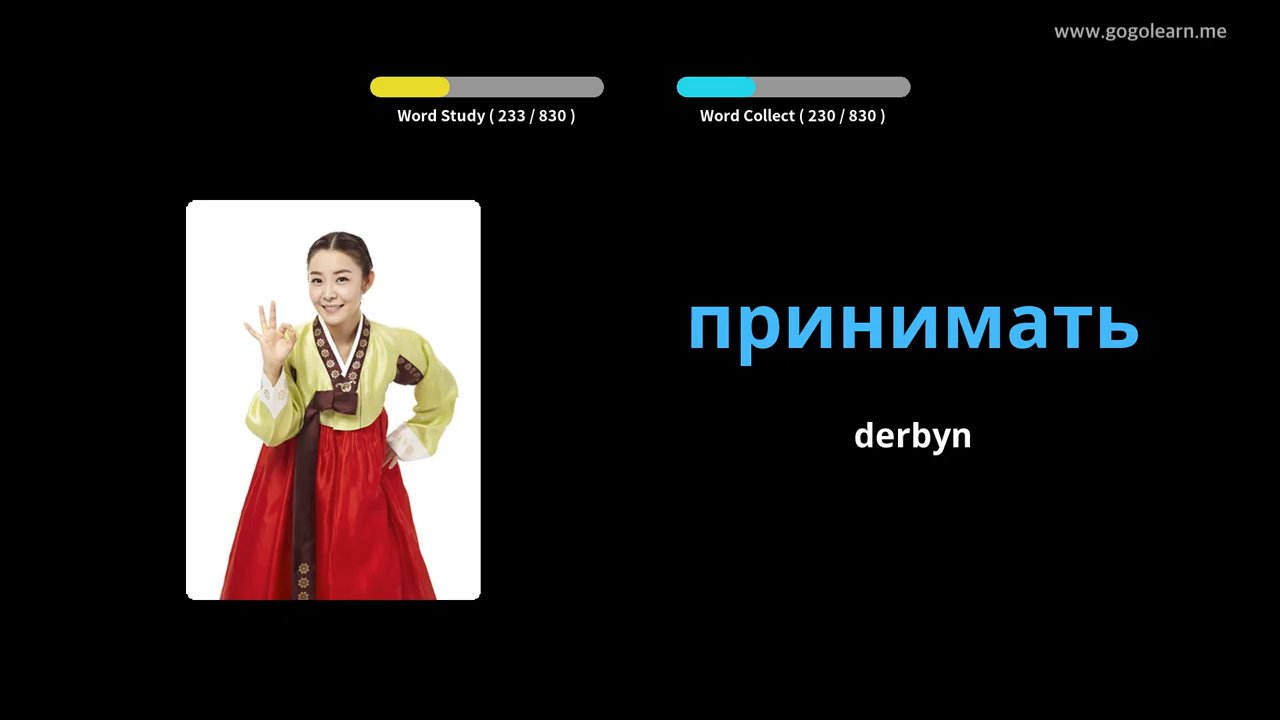 www.gogolearn.me
Word Study ( 233 / 830 )
Word Collect ( 230 / 830 )
принимать
derbyn